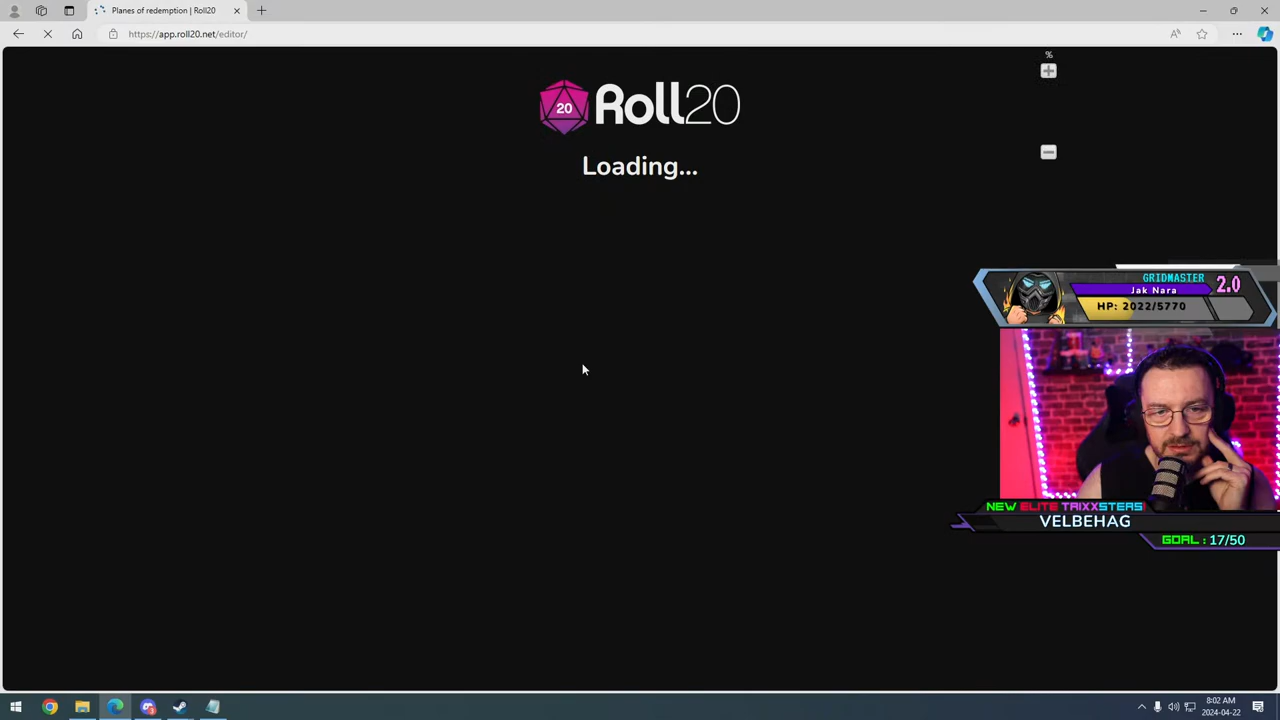 Planes of redemption | Roll20
https://app.roll20.net/editor/
%
20 Roll20
Loading...
GRIDMASTER
2.0
Jak Nara
HP: 2022/5770
NEW ELITE TRIXXSTERS!
VELBEHAG
GOAL : 17/50
8:02 AM
2024-04-22